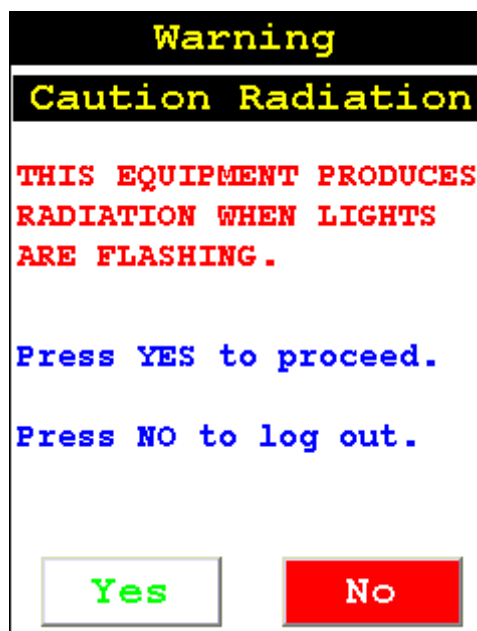 Warning
Caution Radiation
THIS EQUIPMENT PRODUCES
RADIATION WHEN LIGHTS
ARE FLASHING.
Press YES to proceed.
Press NO to log out.
Yes No